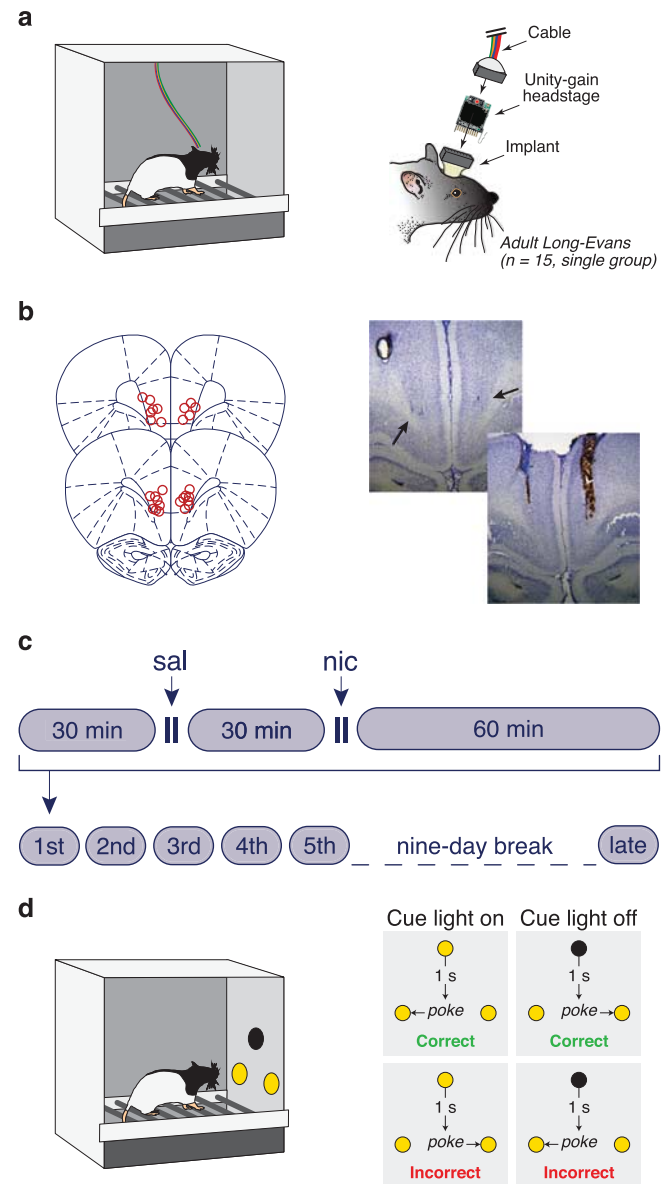 a
Cable
Unity-gain
headstage
Implant
Adult Long-Evans
(n = 15, single group)
b
c
sal
nic
30 min
30 min
60 min
1st
2nd
3rd
4th
5th
nine-day break
late
d
Cue light on
Cue light off
1 s
poke
Correct
1 s
poke
Correct
1 s
poke
Incorrect
1 s
poke
Incorrect